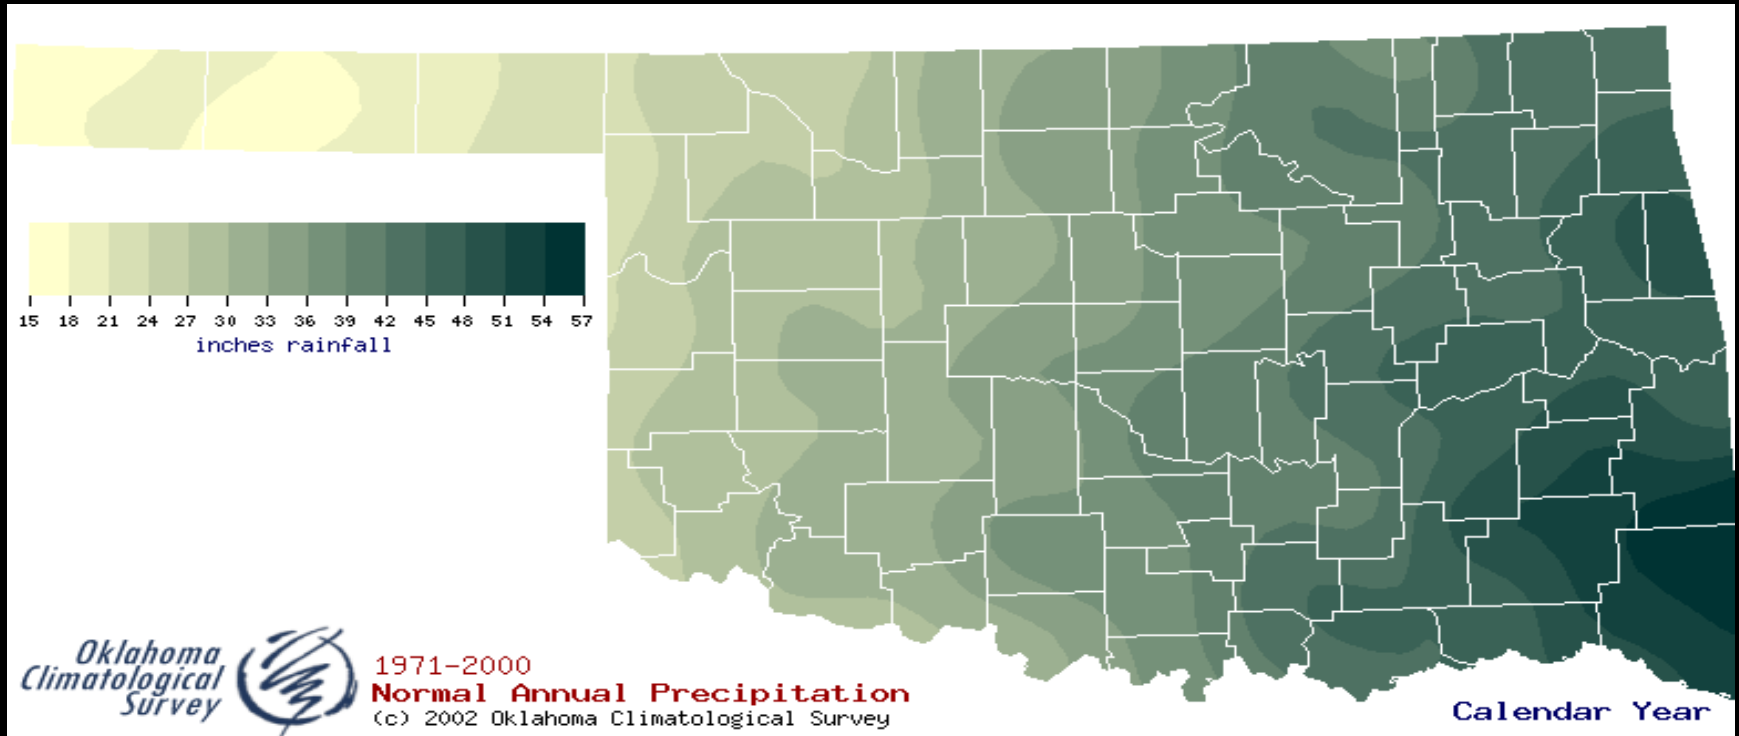 15 18 21 24 27 30 33 36 39 42 45 48 51 54 57
inches rainfall
Oklahoma
Climatological
Survey
1971-2000
Normal Annual Precipitation
(c) 2002 Oklahoma Climatological Survey
Calendar Year